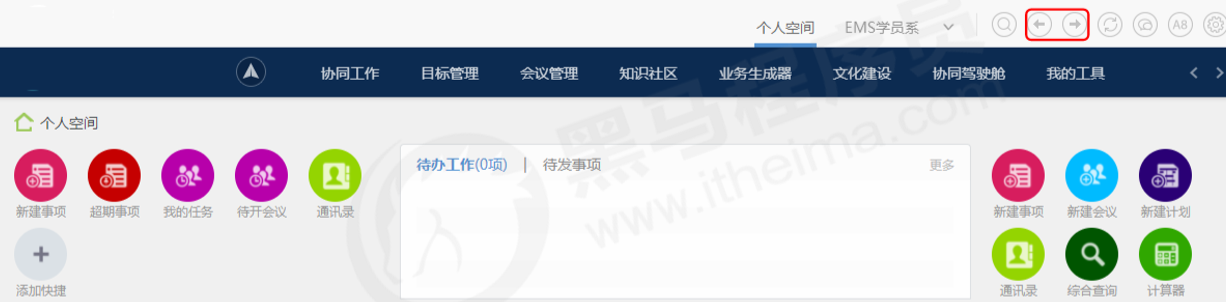 个人空间 EMS学员系
A8
协同工作 目标管理 会议管理 知识社区 业务生成器 文化建设 协同驾驶舱 我的工具
个人空间
待办工作(0项) | 待发事项 更多
新建事项 超期事项 我的任务 待开会议 通讯录
新建事项 新建会议 新建计划
添加快捷
通讯录 综合查询 计算器
黑马程序员
www.itheima.com